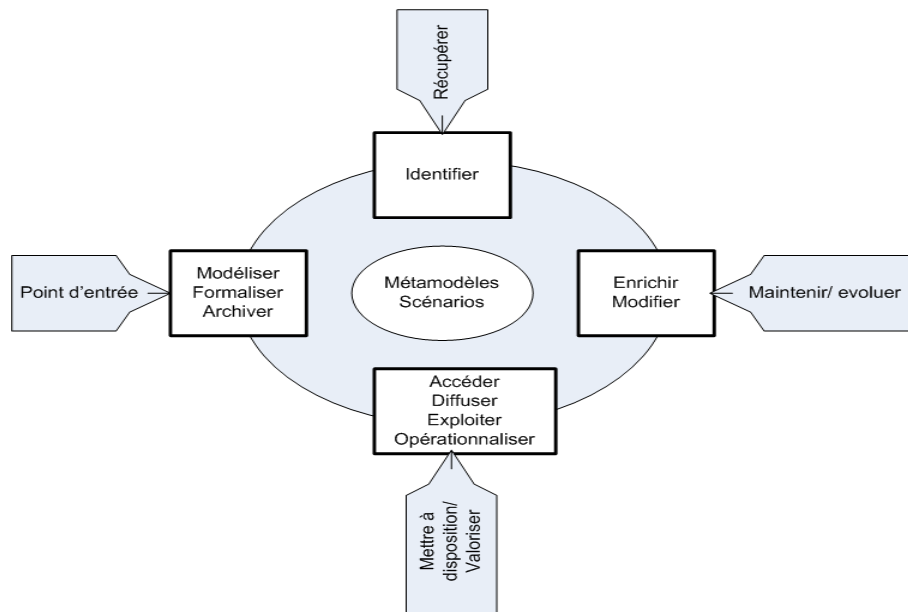 Récupérer
Identifier
Point d'entrée
Modéliser
Formaliser
Archiver
Métamodèles
Scénarios
Enrichir
Modifier
Maintenir/ evoluer
Accéder
Diffuser
Exploiter
Opérationnaliser
Mettre à
disposition/
Valoriser